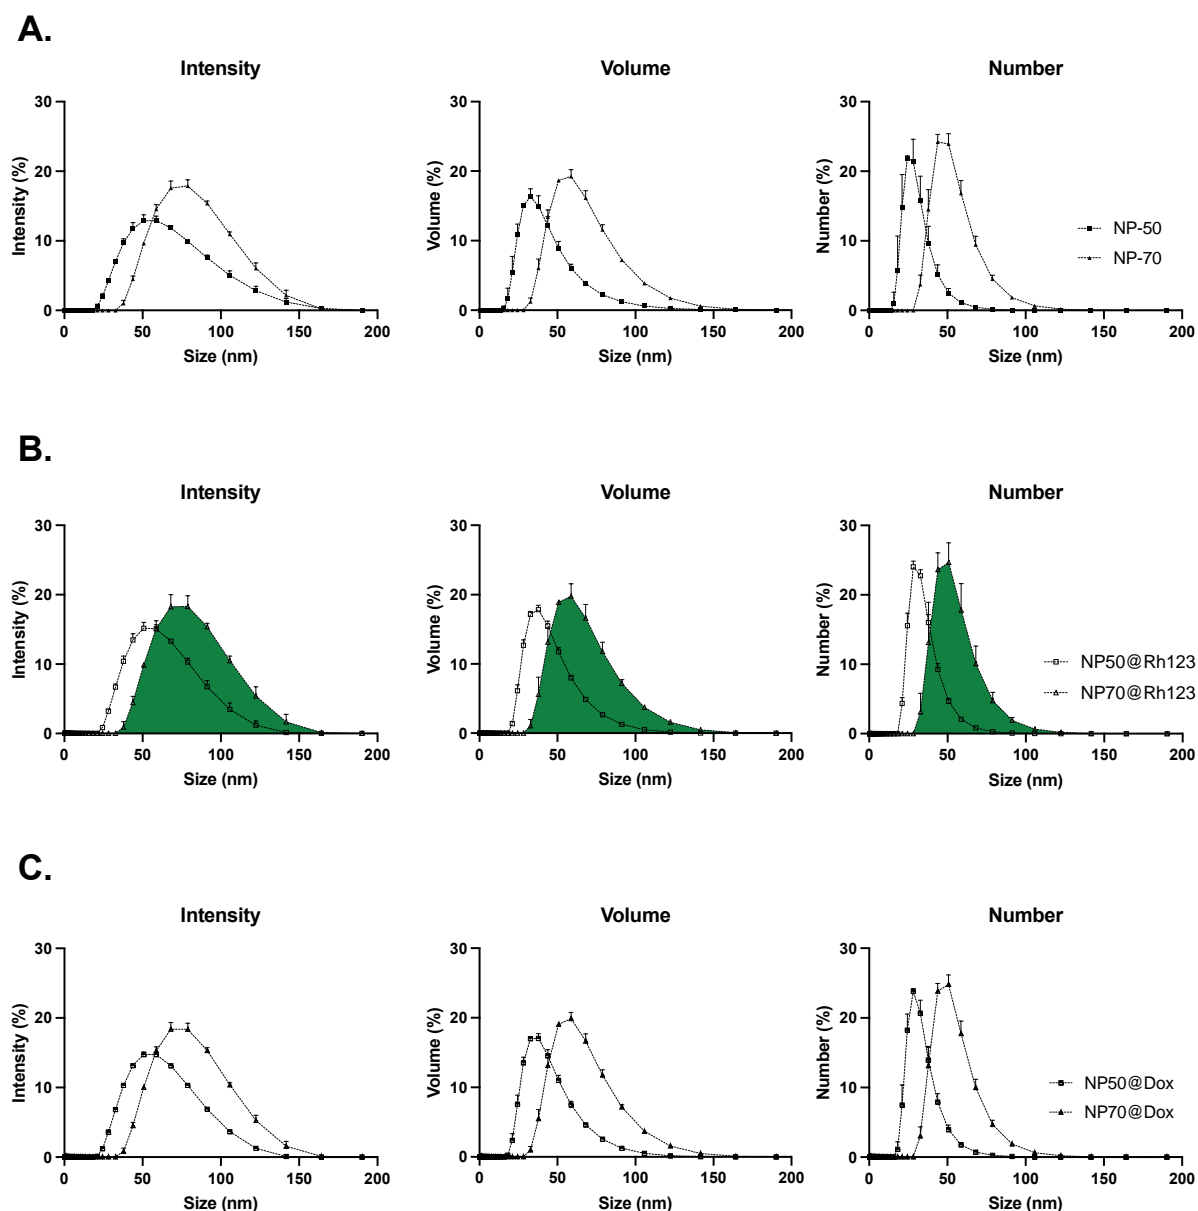 A.
Intensity
Volume
Number
30
20
10
0
Intensity (%)
0 50 100 150 200
Size (nm)
30
20
10
0
Volume (%)
0 50 100 150 200
Size (nm)
30
20
10
0
Number (%)
0 50 100 150 200
Size (nm)
NP-50
NP-70
B.
Intensity
Volume
Number
30
20
10
0
Intensity (%)
0 50 100 150 200
Size (nm)
30
20
10
0
Volume (%)
0 50 100 150 200
Size (nm)
30
20
10
0
Number (%)
0 50 100 150 200
Size (nm)
NP50@Rh123
NP70@Rh123
C.
Intensity
Volume
Number
30
20
10
0
Intensity (%)
0 50 100 150 200
Size (nm)
30
20
10
0
Volume (%)
0 50 100 150 200
Size (nm)
30
20
10
0
Number (%)
0 50 100 150 200
Size (nm)
NP50@Dox
NP70@Dox